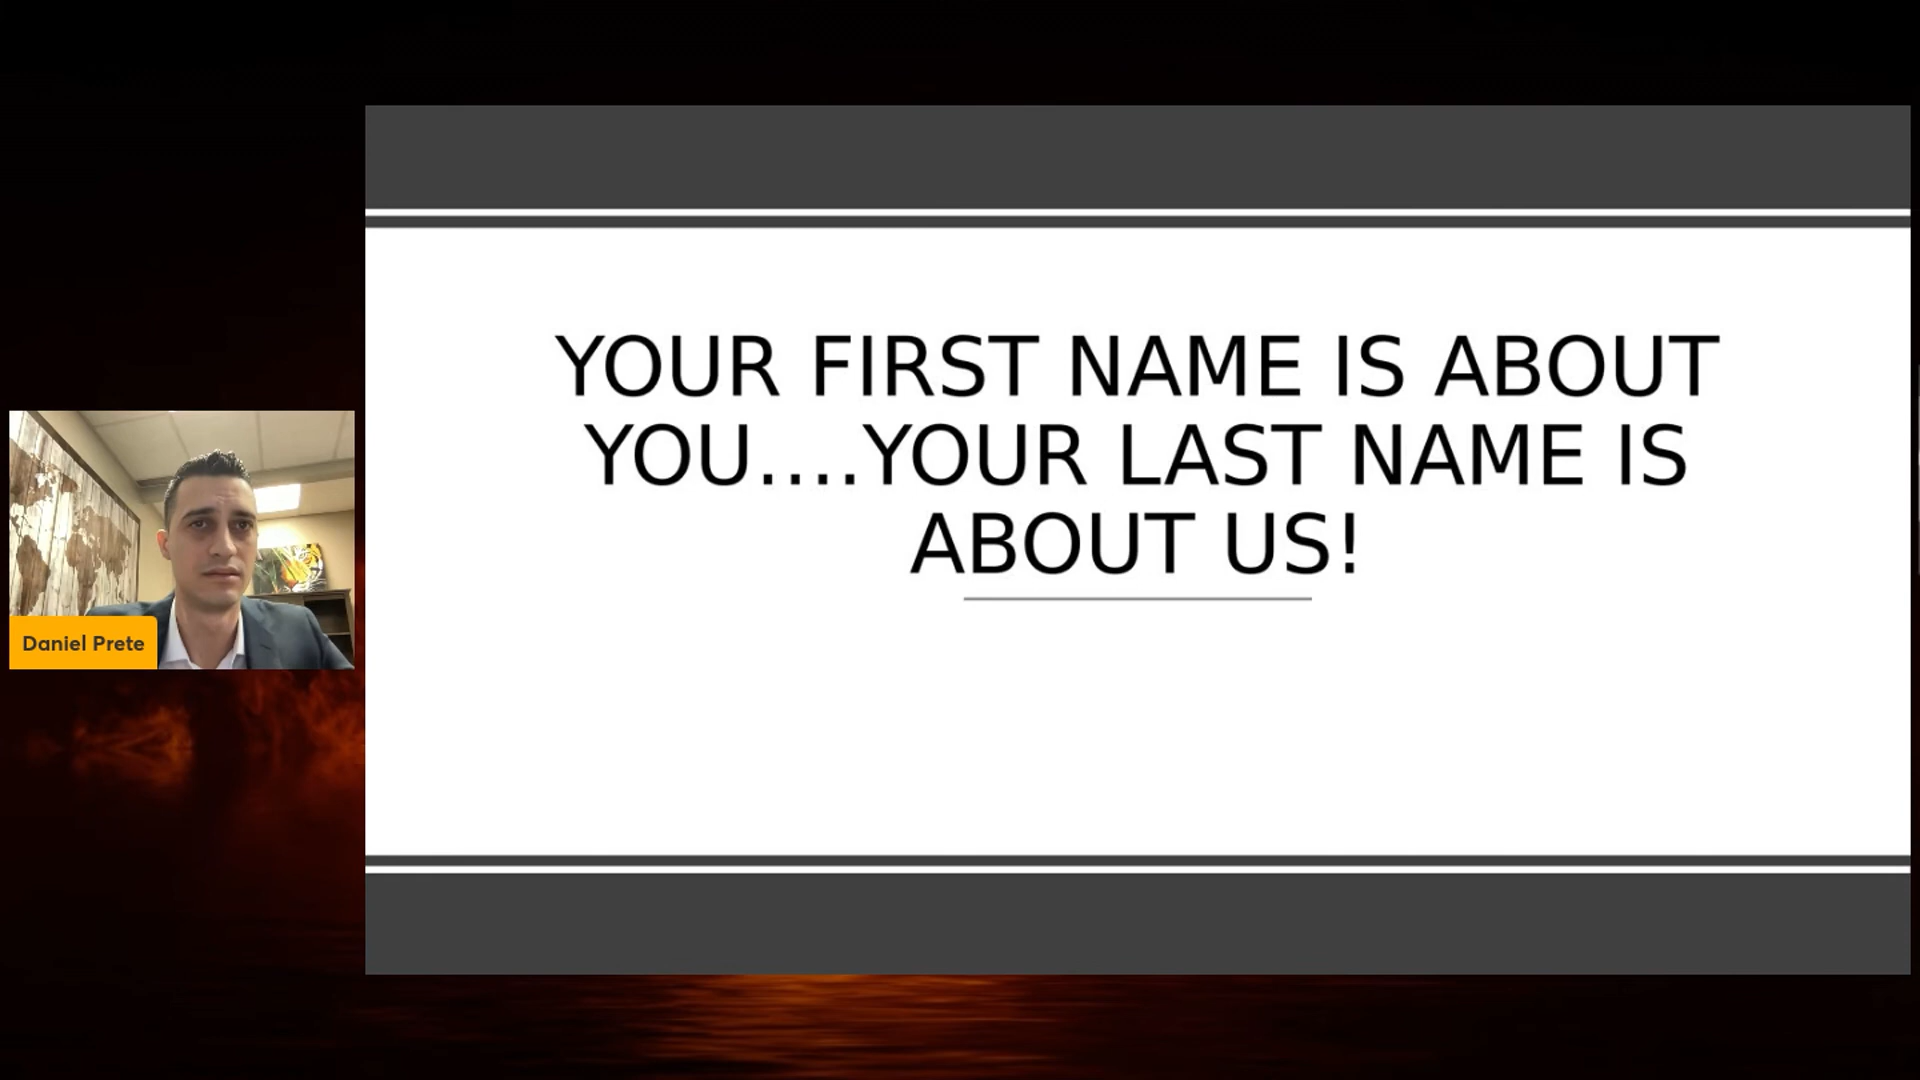 YOUR FIRST NAME IS ABOUT
YOU....YOUR LAST NAME IS
ABOUT US!
Daniel Prete